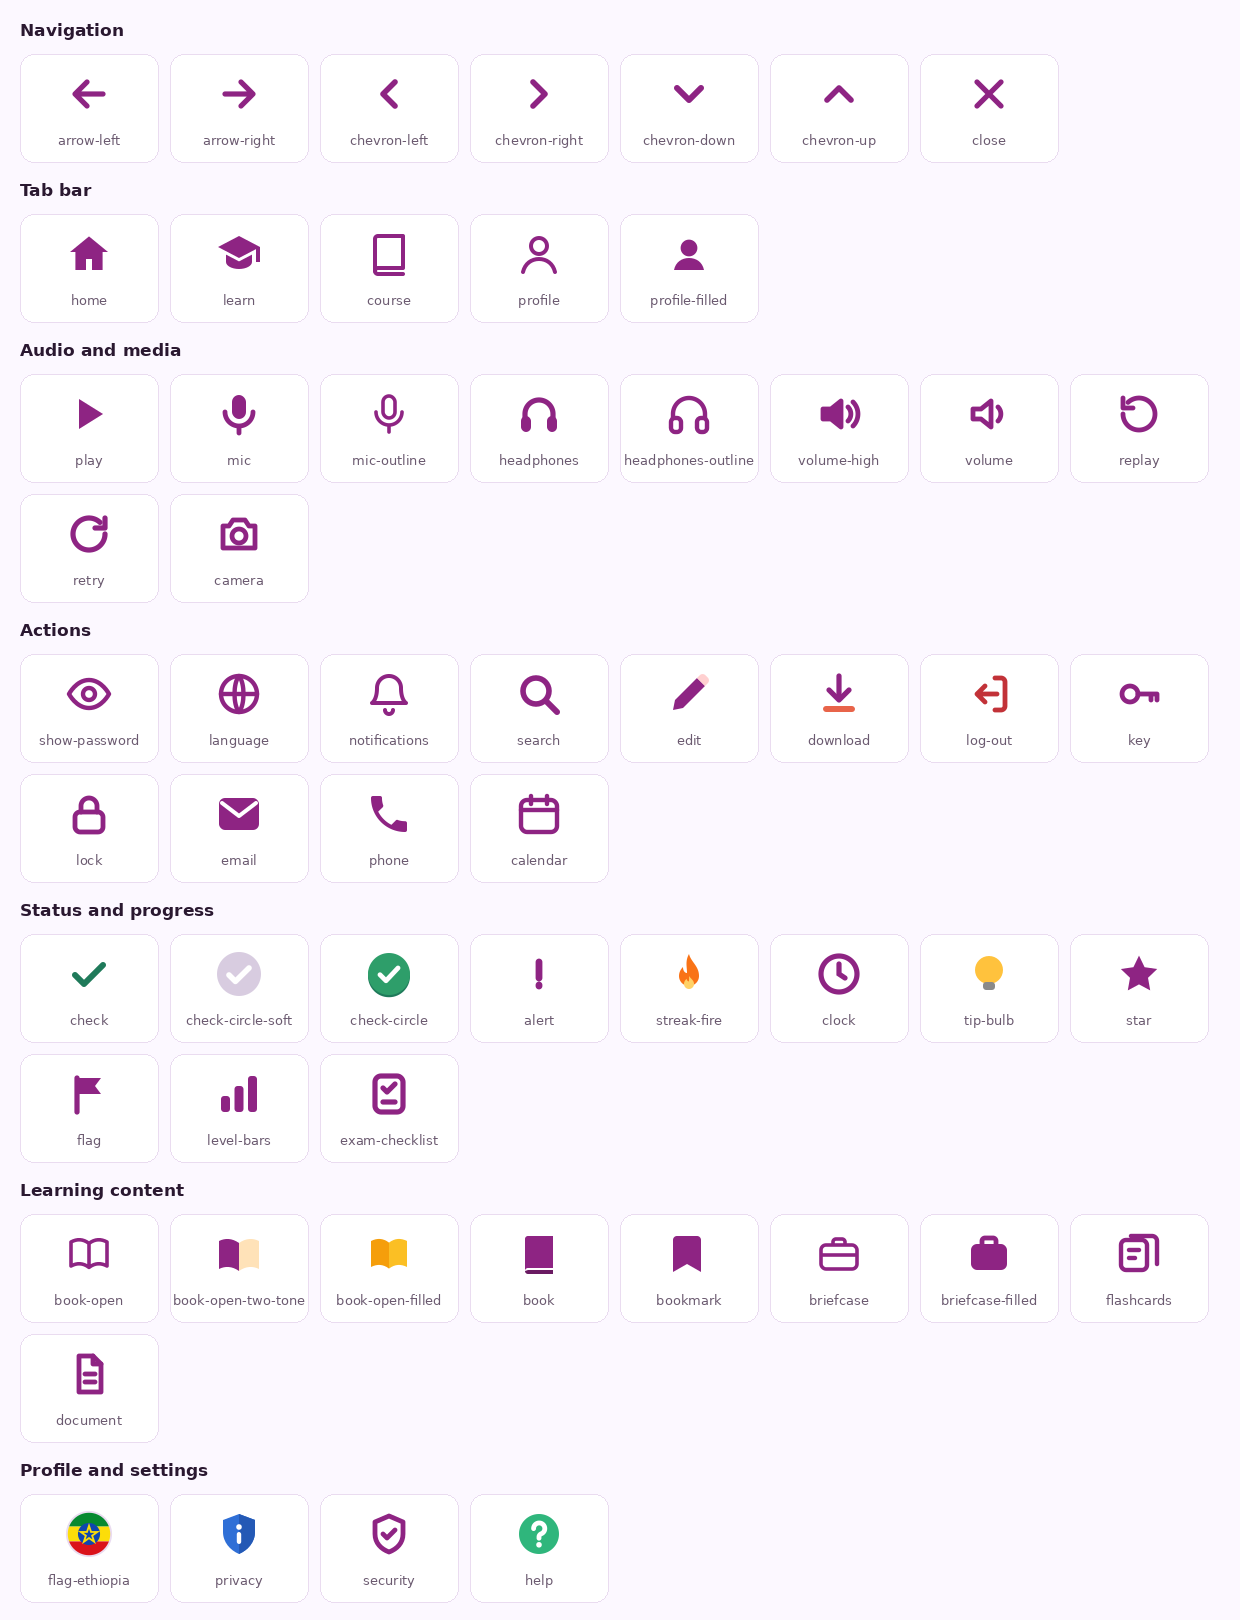 Navigation
arrow-left arrow-right chevron-left chevron-right chevron-down chevron-up close
Tab bar
home learn course profile profile-filled
Audio and media
play mic mic-outline headphones headphones-outline volume-high volume replay
retry camera
Actions
show-password language notifications search edit download log-out key
lock email phone calendar
Status and progress
check check-circle-soft check-circle alert streak-fire clock tip-bulb star
flag level-bars exam-checklist
Learning content
book-open book-open-two-tone book-open-filled book bookmark briefcase briefcase-filled flashcards
document
Profile and settings
flag-ethiopia privacy security help